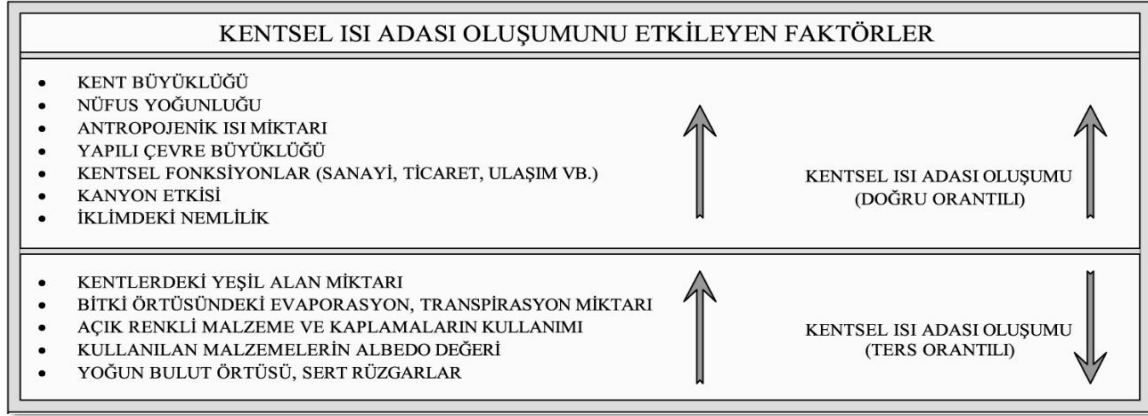 KENTSEL ISI ADASI OLUŞUMUNU ETKİLEYEN FAKTÖRLER
• KENT BÜYÜKLÜĞÜ
• NÜFUS YOĞUNLUĞU
• ANTROPOJENİK ISI MİKTARI
• YAPILI ÇEVRE BÜYÜKLÜĞÜ
• KENTSEL FONKSİYONLAR (SANAYİ, TİCARET, ULAŞIM VB.)
• KANYON ETKİSİ
• İKLİMDEKİ NEMLİLİK
KENTSEL ISI ADASI OLUŞUMU
(DOĞRU ORANTILI)
• KENTLERDEKİ YEŞİL ALAN MİKTARI
• BİTKİ ÖRTÜSÜNDEKİ EVAPORASYON, TRANSPİRASYON MİKTARI
• AÇIK RENKLİ MALZEME VE KAPLAMALARIN KULLANIMI
• KULLANILAN MALZEMELERİN ALBEDO DEĞERİ
• YOĞUN BULUT ÖRTÜSÜ, SERT RÜZGARLAR
KENTSEL ISI ADASI OLUŞUMU
(TERS ORANTILI)